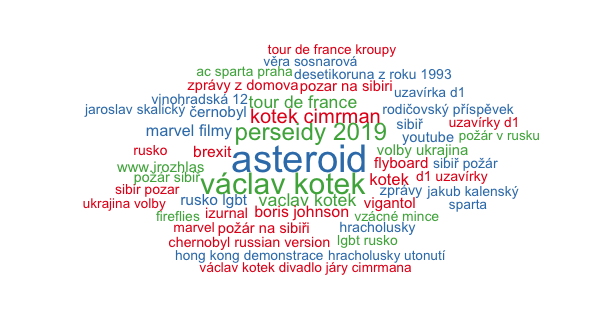 tour de france kroupy
věra sosnarová
ac sparta praha desetikoruna z roku 1993
zprávy z domova pozar na sibiri uzavírka d1
vinohradská 12 tour de france
jaroslav skalický černobyl kotek cimrman rodičovský příspěvek
marvel filmy perseidy 2019 sibiř uzavírky d1
youtube požár v rusku
rusko brexit asteroid volby ukrajina
www.irozhlas flyboard sibiř požár
požár sibiř václav kotek kotek d1 uzavírky
sibir pozar zprávy jakub kalenský
ukrajina volby rusko lgbt vaclav kotek vigantol sparta
fireflies izurnal boris johnson vzácné mince
marvel požár na sibiři hracholusky
chernobyl russian version lgbt rusko
hong kong demonstrace hracholusky utonutí
václav kotek divadlo járy cimrmana